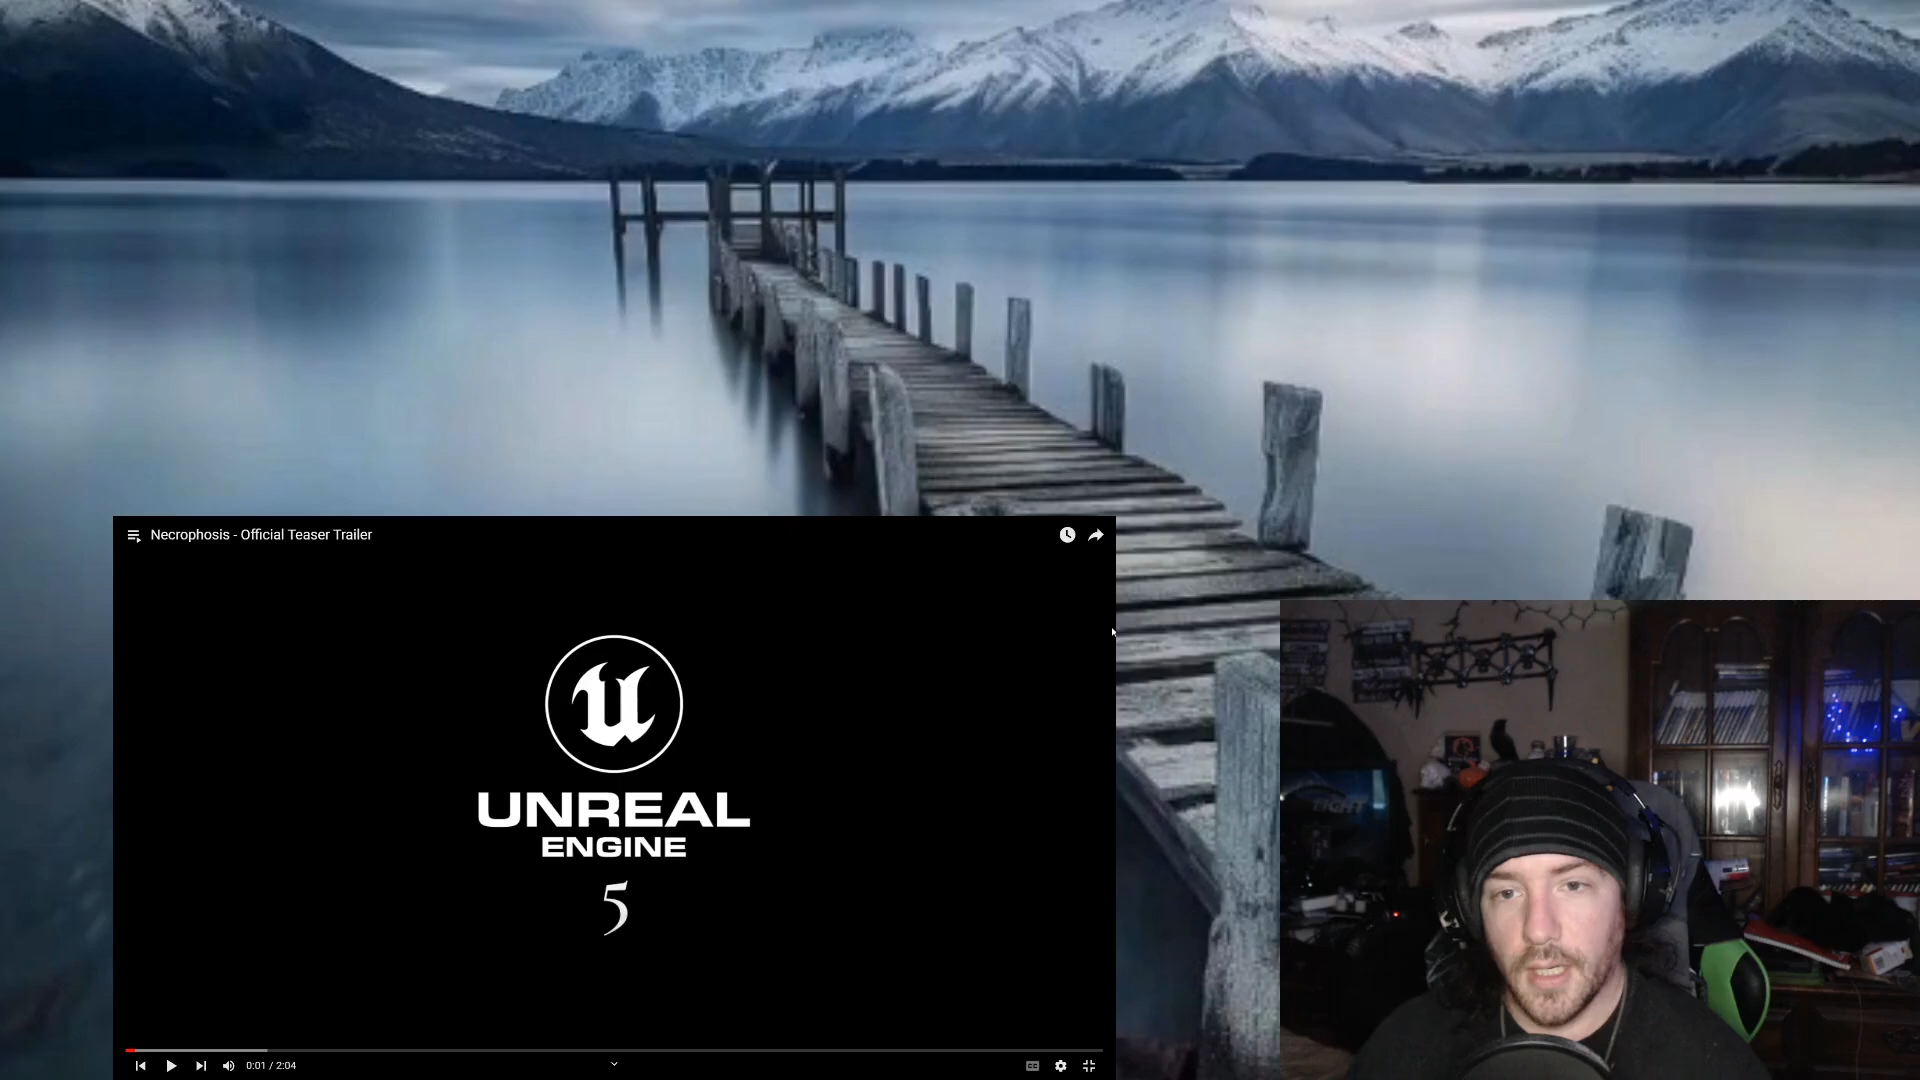 Necrophosis - Official Teaser Trailer
UNREAL
ENGINE
5
0:01 / 2:04